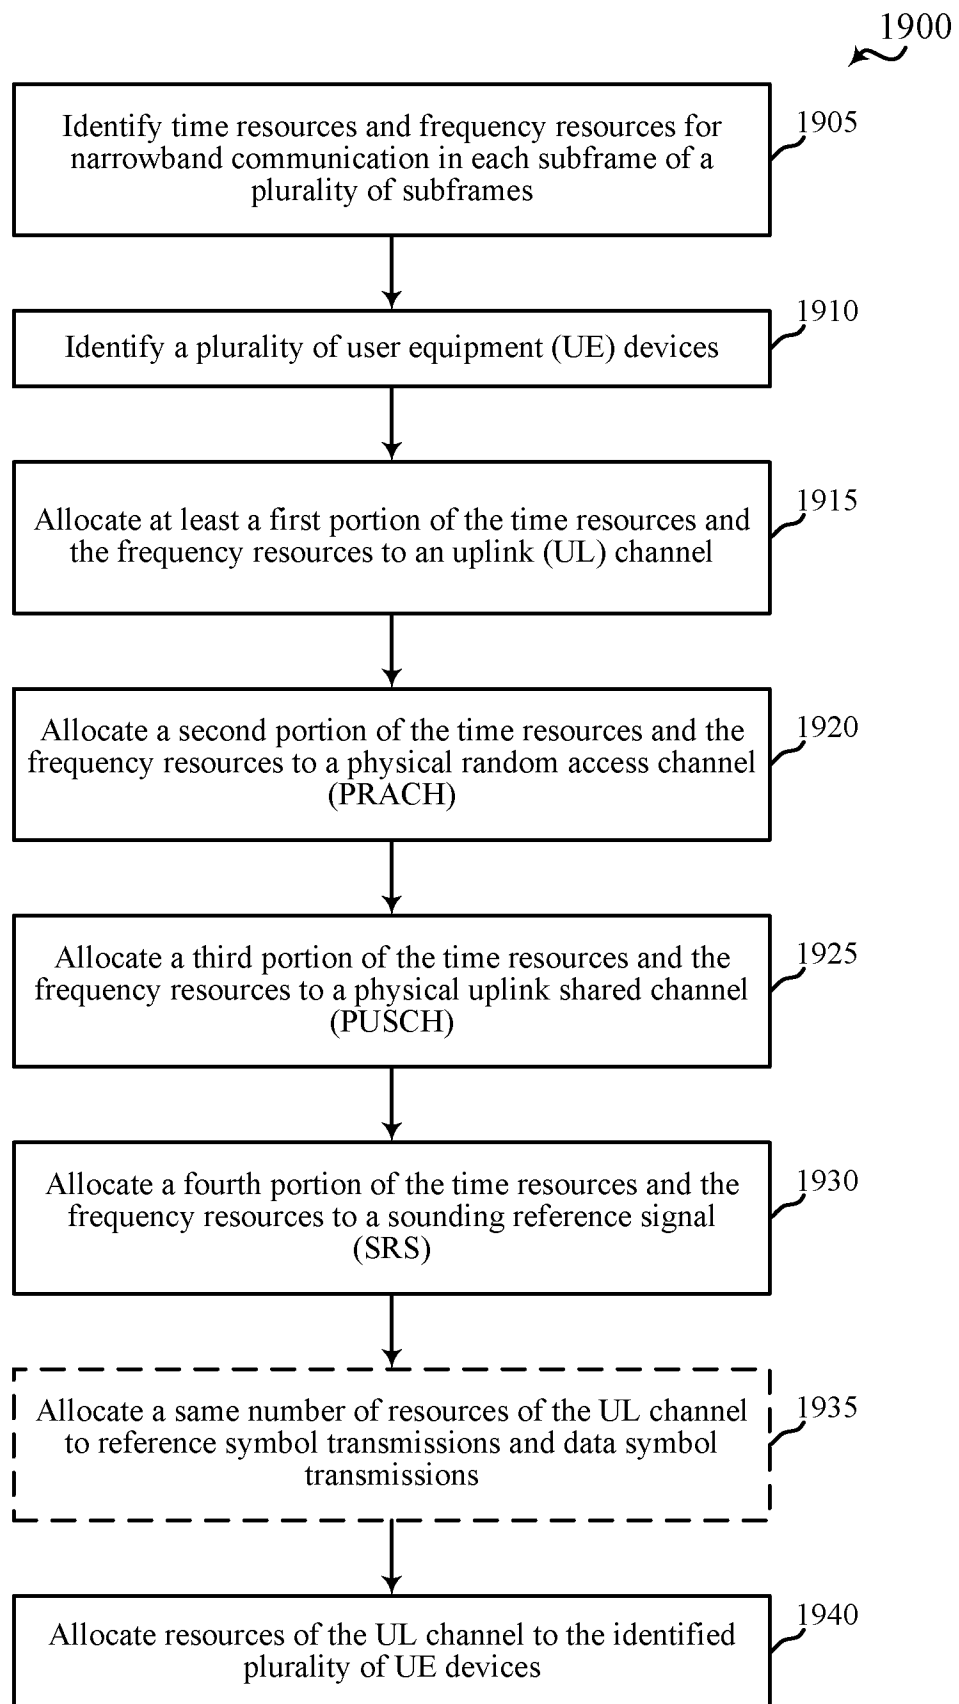 1900
Identify time resources and frequency resources for
narrowband communication in each subframe of a
plurality of subframes
1905
Identify a plurality of user equipment (UE) devices
1910
Allocate at least a first portion of the time resources and
the frequency resources to an uplink (UL) channel
1915
Allocate a second portion of the time resources and the
frequency resources to a physical random access channel
(PRACH)
1920
Allocate a third portion of the time resources and the
frequency resources to a physical uplink shared channel
(PUSCH)
1925
Allocate a fourth portion of the time resources and the
frequency resources to a sounding reference signal
(SRS)
1930
Allocate a same number of resources of the UL channel
to reference symbol transmissions and data symbol
transmissions
1935
Allocate resources of the UL channel to the identified
plurality of UE devices
1940